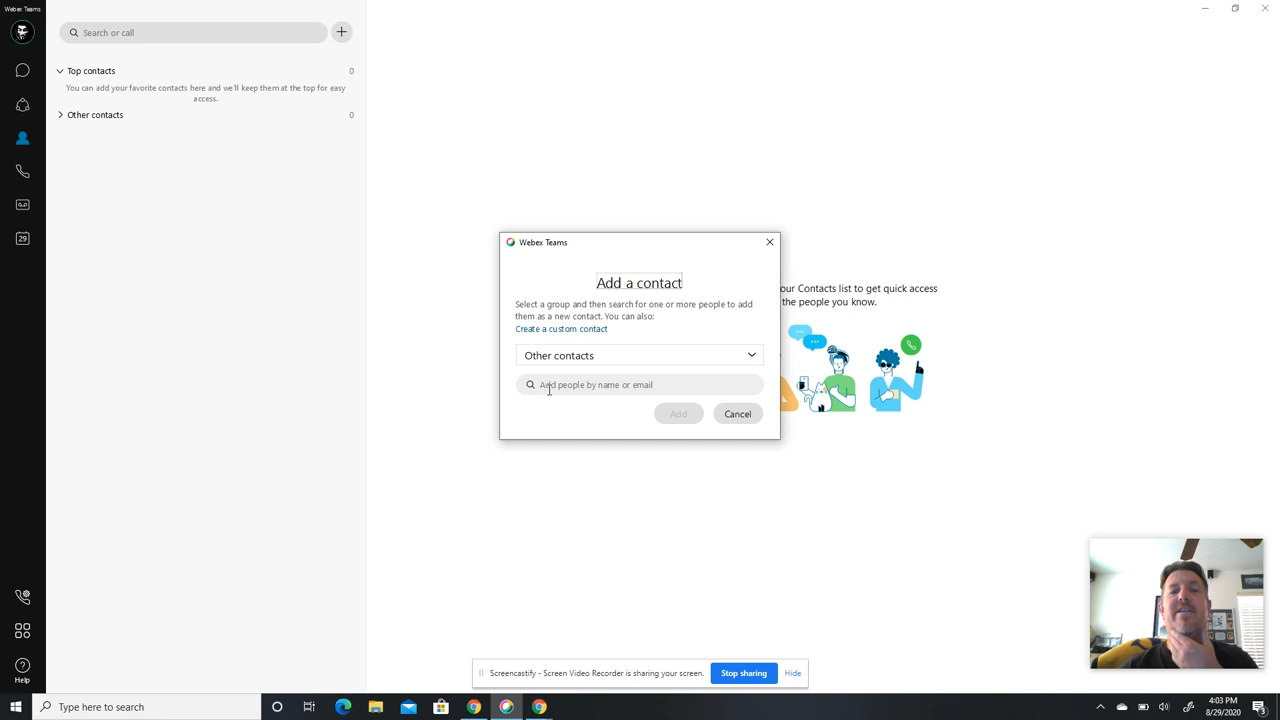 Webex Teams
Search or call
Top contacts
0
You can add your favorite contacts here and we'll keep them at the top for easy
access.
Other contacts
0
29
Help
our Contacts list to get quick access
the people you know.
Webex Teams
Add a contact
Select a group and then search for one or more people to add
them as a new contact. You can also:
Create a custom contact
Other contacts
Add people by name or email
Add
Cancel
Screencastify - Screen Video Recorder is sharing your screen.
Stop sharing
Hide
Type here to search
4:03 PM
8/29/2020
3